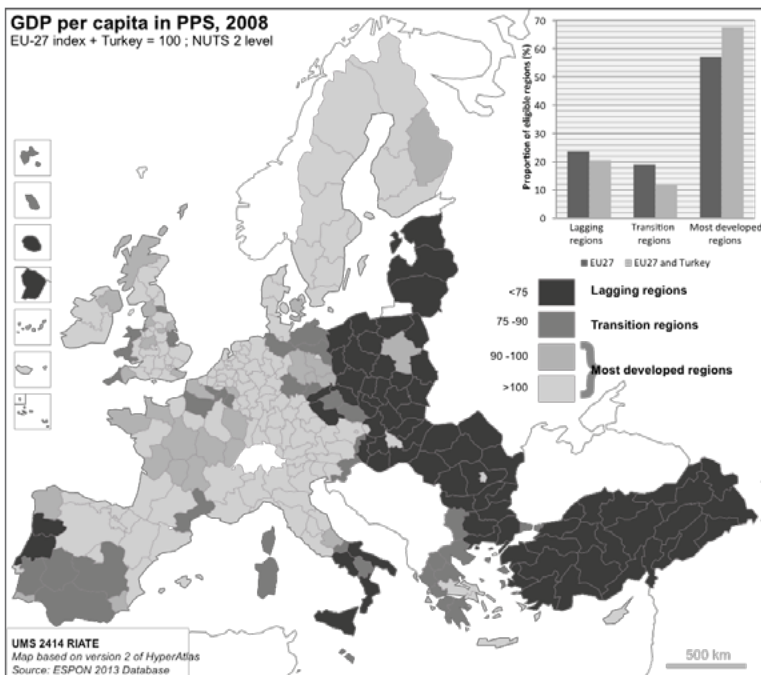 GDP per capita in PPS, 2008
EU-27 index + Turkey = 100 ; NUTS 2 level
Proportion of eligible regions (%)
70
60
50
40
30
20
10
0
Lagging regions
Transition regions
Most developed regions
EU27
EU27 and Turkey
<75
Lagging regions
75 -90
Transition regions
90 -100
Most developed regions
>100
UMS 2414 RIATE
Map based on version 2 of HyperAtlas
Source: ESPON 2013 Database
500 km